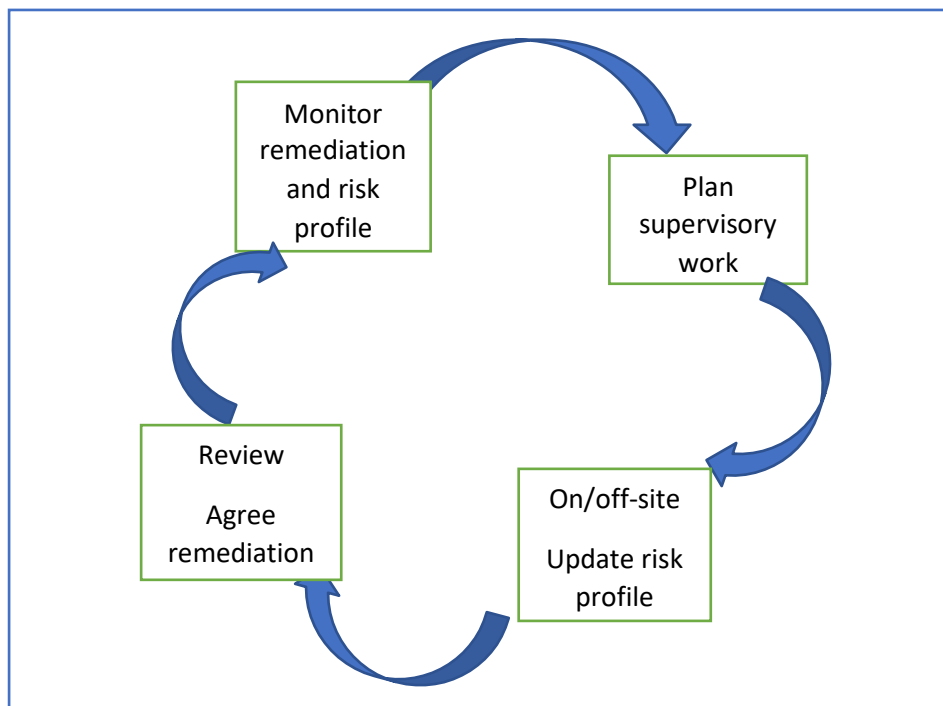 Monitor
remediation
and risk
profile
Plan
supervisory
work
On/off-site
Update risk
profile
Review
Agree
remediation